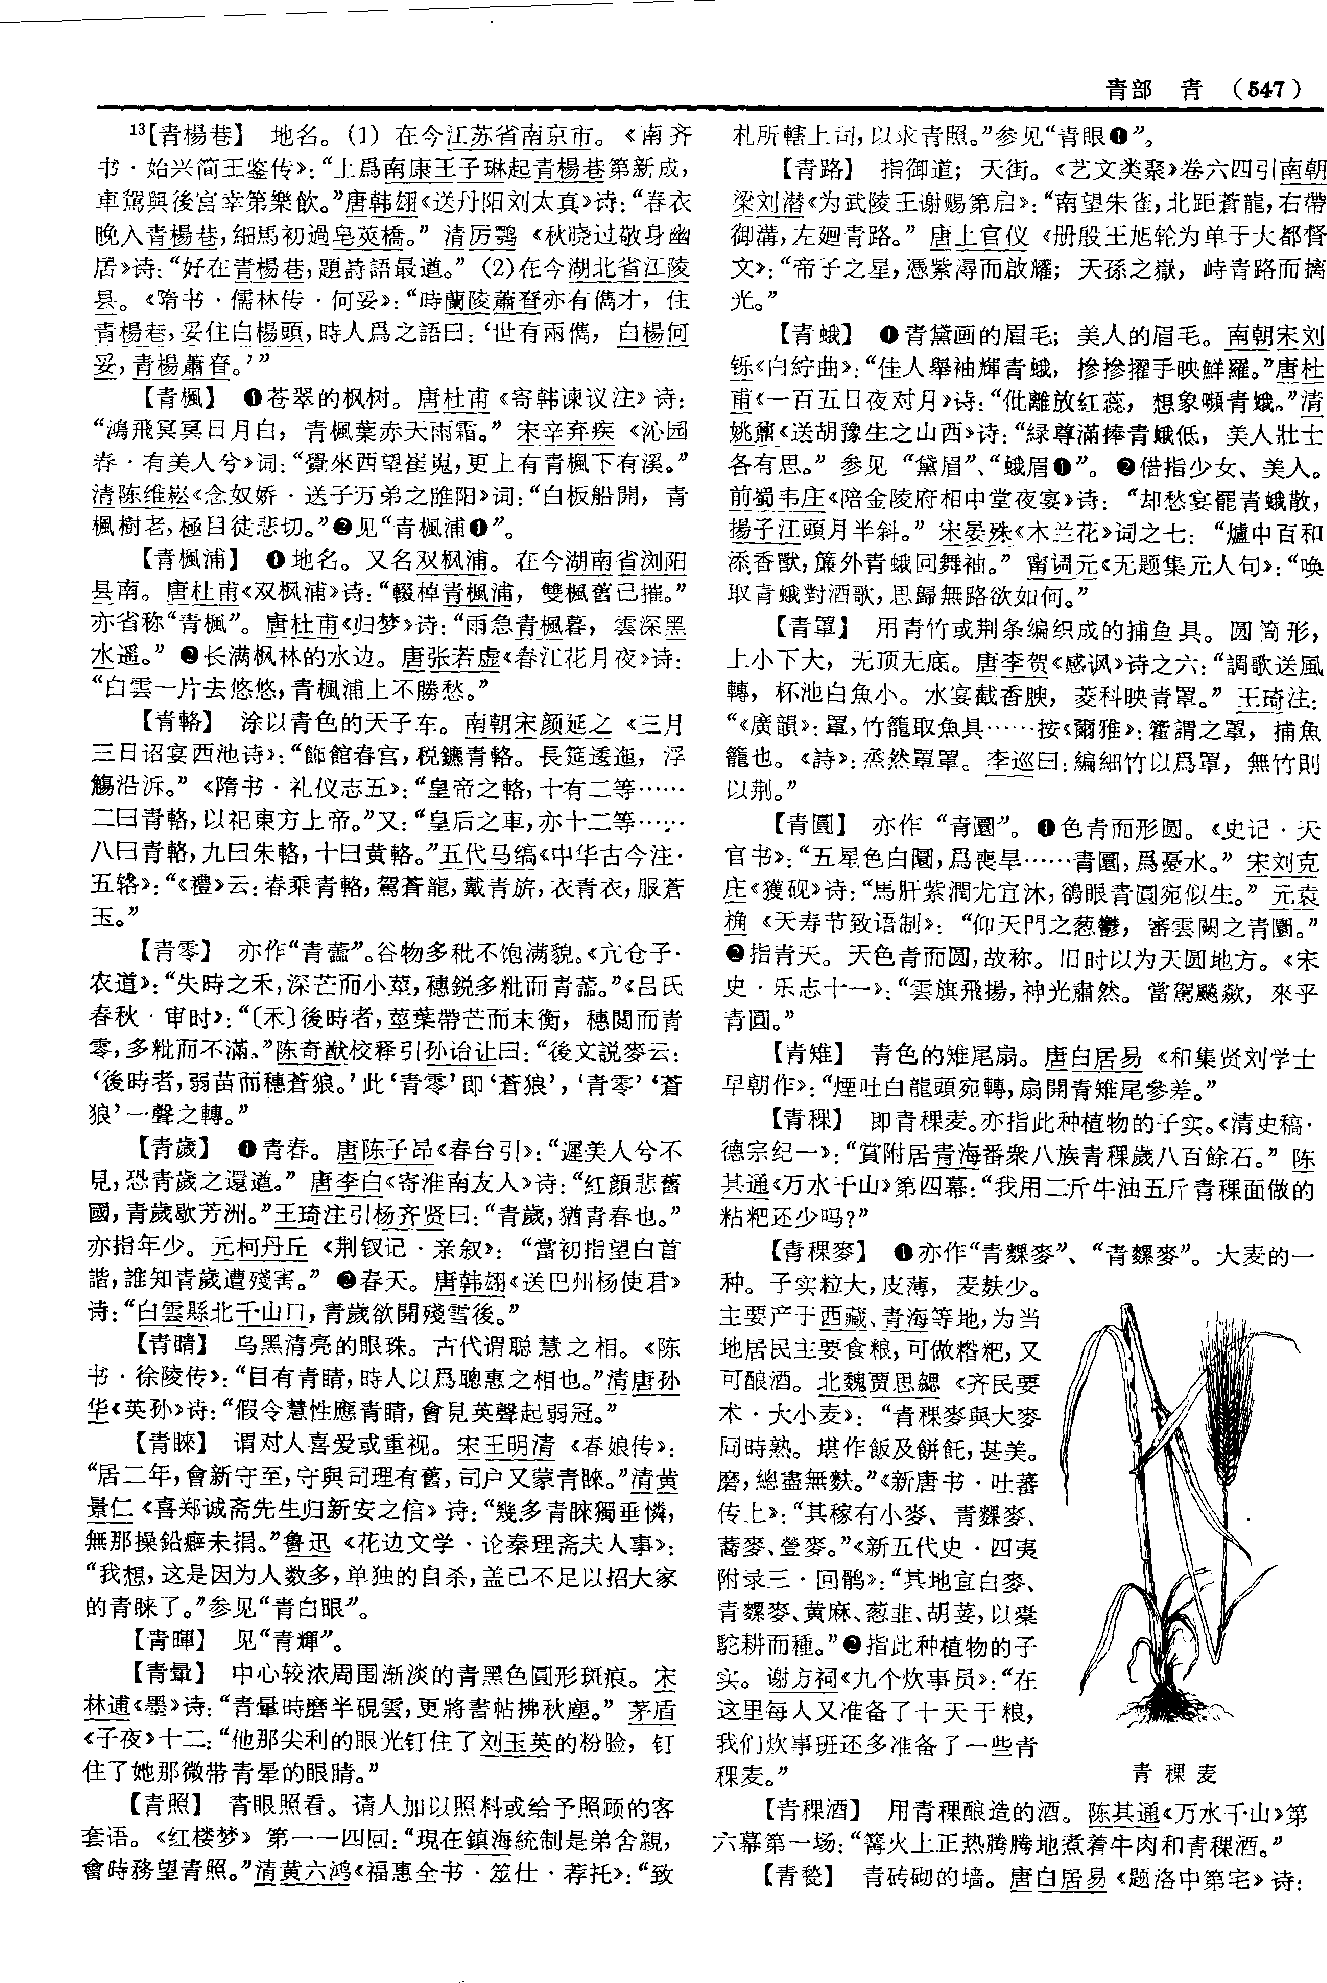 青部　青　（547）
¹³【青楊巷】　地名。(1) 在今江苏省南京市。《南齐
书·始兴简王鉴传》：“上爲南康王子琳起青楊巷第新成，
車駕與後宮幸第樂飲。”唐韩翃《送丹阳刘太真》诗：“春衣
晚入青楊巷，細馬初過皂莢橋。” 清厉鹗《秋晓过敬身幽
居》诗：“好在青楊巷，題詩語最遒。” (2)在今湖北省江陵
县。《隋书·儒林传·何妥》：“時蘭陵蕭眘亦有儁才，住
青楊巷，妥住白楊頭，時人爲之語曰：‘世有兩儁，白楊何
妥，青楊蕭眘。’”
【青楓】　❶苍翠的枫树。唐杜甫《寄韩谏议注》诗：
“鴻飛冥冥日月白，青楓葉赤天雨霜。” 宋辛弃疾《沁园
春·有美人兮》词：“覺來西望崔嵬，更上有青楓下有溪。”
清陈维崧《念奴娇·送子万弟之睢阳》词：“白板船開，青
楓樹老，極目徒悲切。”❷见“青楓浦❶”。
【青楓浦】　❶地名。又名双枫浦。在今湖南省浏阳
县南。唐杜甫《双枫浦》诗：“輟棹青楓浦，雙楓舊已摧。”
亦省称“青楓”。唐杜甫《归梦》诗：“雨急青楓暮，雲深黑
水遥。” ❷长满枫林的水边。唐张若虚《春江花月夜》诗：
“白雲一片去悠悠，青楓浦上不勝愁。”
【青輅】　涂以青色的天子车。南朝宋颜延之《三月
三日诏宴西池诗》：“飾館春宫，税鑣青輅。長筵逶迤，浮
觴沿泝。”《隋书·礼仪志五》：“皇帝之輅，十有二等……
二曰青輅，以祀東方上帝。”又：“皇后之車，亦十二等……
八曰青輅，九曰朱輅，十曰黄輅。”五代马缟《中华古今注·
五辂》：“《禮》云：春乘青輅，駕蒼龍，戴青旂，衣青衣，服蒼
玉。”
【青零】　亦作“青蘦”。谷物多秕不饱满貌。《亢仓子·
农道》：“失時之禾，深芒而小莖，穗鋭多粃而青蘦。”《吕氏
春秋·审时》：“〔禾〕後時者，莖葉帶芒而末衡，穗閲而青
零，多粃而不滿。”陈奇猷校释引孙诒让曰：“後文説麥云：
‘後時者，弱苗而穗蒼狼。’此‘青零’即‘蒼狼’，‘青零’‘蒼
狼’一聲之轉。”
【青歲】　❶青春。唐陈子昂《春台引》：“遲美人兮不
見，恐青歲之還遒。” 唐李白《寄淮南友人》诗：“紅顔悲舊
國，青歲歇芳洲。”王琦注引杨齐贤曰：“青歲，猶青春也。”
亦指年少。元柯丹丘《荆钗记·亲叙》：“當初指望白首
諧，誰知青歲遭殘害。” ❷春天。唐韩翃《送巴州杨使君》
诗：“白雲縣北千山口，青歲欲開殘雪後。”
【青睛】　乌黑清亮的眼珠。古代谓聪慧之相。《陈
书·徐陵传》：“目有青睛，時人以爲聰惠之相也。”清唐孙
华《英孙》诗：“假令慧性應青睛，會見英聲起弱冠。”
【青睞】　谓对人喜爱或重视。宋王明清《春娘传》：
“居二年，會新守至，守與司理有舊，司户又蒙青睞。”清黄
景仁《喜郑诚斋先生归新安之信》诗：“幾多青睞獨垂憐，
無那操鉛癖未捐。”鲁迅《花边文学·论秦理斋夫人事》：
“我想，这是因为人数多，单独的自杀，盖已不足以招大家
的青睐了。”参见“青白眼”。
【青暉】　见“青輝”。
【青暈】　中心较浓周围渐淡的青黑色圆形斑痕。宋
林逋《墨》诗：“青暈時磨半硯雲，更將書帖拂秋塵。” 茅盾
《子夜》十二：“他那尖利的眼光钉住了刘玉英的粉脸，钉
住了她那微带青晕的眼睛。”
【青照】　青眼照看。请人加以照料或给予照顾的客
套语。《红楼梦》第一一四回：“現在鎮海統制是弟舍親，
會時務望青照。”清黄六鸿《福惠全书·筮仕·荐托》：“致
札所轄上司，以求青照。”参见“青眼❶”。
【青路】　指御道；天街。《艺文类聚》卷六四引南朝
梁刘潜《为武陵王谢赐第启》：“南望朱雀，北距蒼龍，右帶
御溝，左廻青路。” 唐上官仪《册殷王旭轮为单于大都督
文》：“帝子之星，憑紫潯而啟耀；天孫之嶽，峙青路而摛
光。”
【青蛾】　❶青黛画的眉毛；美人的眉毛。南朝宋刘
铄《白紵曲》：“佳人舉袖輝青蛾，摻摻擢手映鮮羅。”唐杜
甫《一百五日夜对月》诗：“仳離放紅蕊，想象嚬青蛾。”清
姚鼐《送胡豫生之山西》诗：“緑尊滿捧青蛾低，美人壯士
各有思。” 参见“黛眉”、“蛾眉❶”。 ❷借指少女、美人。
前蜀韦庄《陪金陵府相中堂夜宴》诗：“却愁宴罷青蛾散，
揚子江頭月半斜。” 宋晏殊《木兰花》词之七：“爐中百和
添香獸，簾外青蛾回舞袖。” 甯调元《无题集元人句》：“唤
取青蛾對酒歌，思歸無路欲如何。”
【青罩】　用青竹或荆条编织成的捕鱼具。圆筒形，
上小下大，无顶无底。唐李贺《感讽》诗之六：“調歌送風
轉，杯池白魚小。水宴截香腴，菱科映青罩。” 王琦注：
“《廣韻》：罩，竹籠取魚具……按《爾雅》：籗謂之罩，捕魚
籠也。《詩》：烝然罩罩。李巡曰：編細竹以爲罩，無竹則
以荆。”
【青圓】　亦作“青圜”。❶色青而形圆。《史记·天
官书》：“五星色白圜，爲喪旱……青圜，爲憂水。” 宋刘克
庄《獲砚》诗：“馬肝紫潤尤宜沐，鴝眼青圓宛似生。” 元袁
桷《天寿节致语制》：“仰天門之葱鬱，審雲闕之青圜。”
❷指青天。天色青而圆，故称。旧时以为天圆地方。《宋
史·乐志十一》：“雲旗飛揚，神光肅然。當駕飈歘，來乎
青圓。”
【青雉】　青色的雉尾扇。唐白居易《和集贤刘学士
早朝作》：“煙吐白龍頭宛轉，扇開青雉尾參差。”
【青稞】　即青稞麦。亦指此种植物的子实。《清史稿·
德宗纪一》：“賞附居青海番衆八族青稞歲八百餘石。” 陈
其通《万水千山》第四幕：“我用二斤牛油五斤青稞面做的
粘粑还少吗？”
【青稞麥】　❶亦作“青顆麥”、“青䴹麥”。大麦的一
种。子实粒大，皮薄，麦麸少。
主要产于西藏、青海等地，为当
地居民主要食粮，可做糌粑，又
可酿酒。北魏贾思勰《齐民要
术·大小麦》：“青稞麥與大麥
同時熟。堪作飯及餅飥，甚美。
磨，總盡無麩。”《新唐书·吐蕃
传上》：“其稼有小麥、青䴹麥、
蕎麥、䝁豆。”《新五代史·四夷
附录三·回鹘》：“其地宜白麥、
青䴹麥、黄麻、葱韭、胡荽，以橐
駝耕而種。”❷指此种植物的子
实。谢方祠《九个炊事员》：“在
这里每人又准备了十天干粮，
我们炊事班还多准备了一些青
稞麦。”
青稞麦
【青稞酒】　用青稞酿造的酒。陈其通《万水千山》第
六幕第一场：“篝火上正热腾腾地煮着牛肉和青稞酒。”
【青甃】　青砖砌的墙。唐白居易《题洛中第宅》诗：